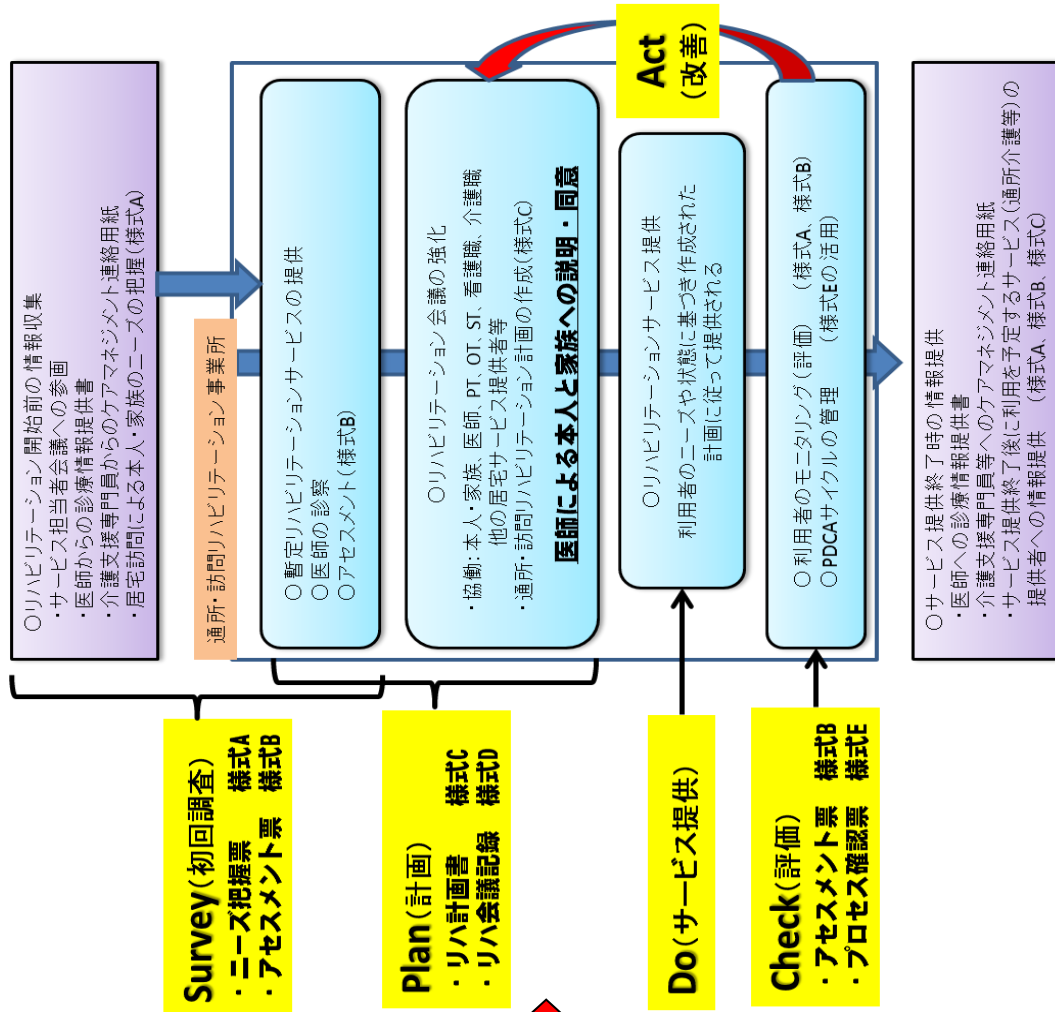 ○リハビリテーション開始前の情報収集
・サービス担当者会議への参画
・医師からの診療情報提供書
・介護支援専門員からのケアマネジメント連絡用紙
・居宅訪問による本人・家族のニーズの把握(様式A)
通所・訪問リハビリテーション事業所
○暫定リハビリテーションサービスの提供
○医師の診察
○アセスメント(様式B)
○リハビリテーション会議の強化
・協働:本人・家族、医師、PT、OT、ST、看護職、介護職
他の居宅サービス提供者等
・通所・訪問リハビリテーション計画の作成(様式C)
医師による本人と家族への説明・同意
○リハビリテーションサービス提供
利用者のニーズや状態に基づき作成された
計画に従って提供される
○利用者のモニタリング(評価) (様式A、様式B)
○PDCAサイクルの管理 (様式Eの活用)
Act
(改善)
○サービス提供終了時の情報提供
・医師への診療情報提供書
・介護支援専門員等へのケアマネジメント連絡用紙
・サービス提供終了後に利用を予定するサービス(通所介護等)の
提供者への情報提供 (様式A、様式B、様式C)
Survey(初回調査)
・ニーズ把握票 様式A
・アセスメント票 様式B
Plan(計画)
・リハ計画書 様式C
・リハ会議記録 様式D
Do(サービス提供)
Check(評価)
・アセスメント票 様式B
・プロセス確認票 様式E